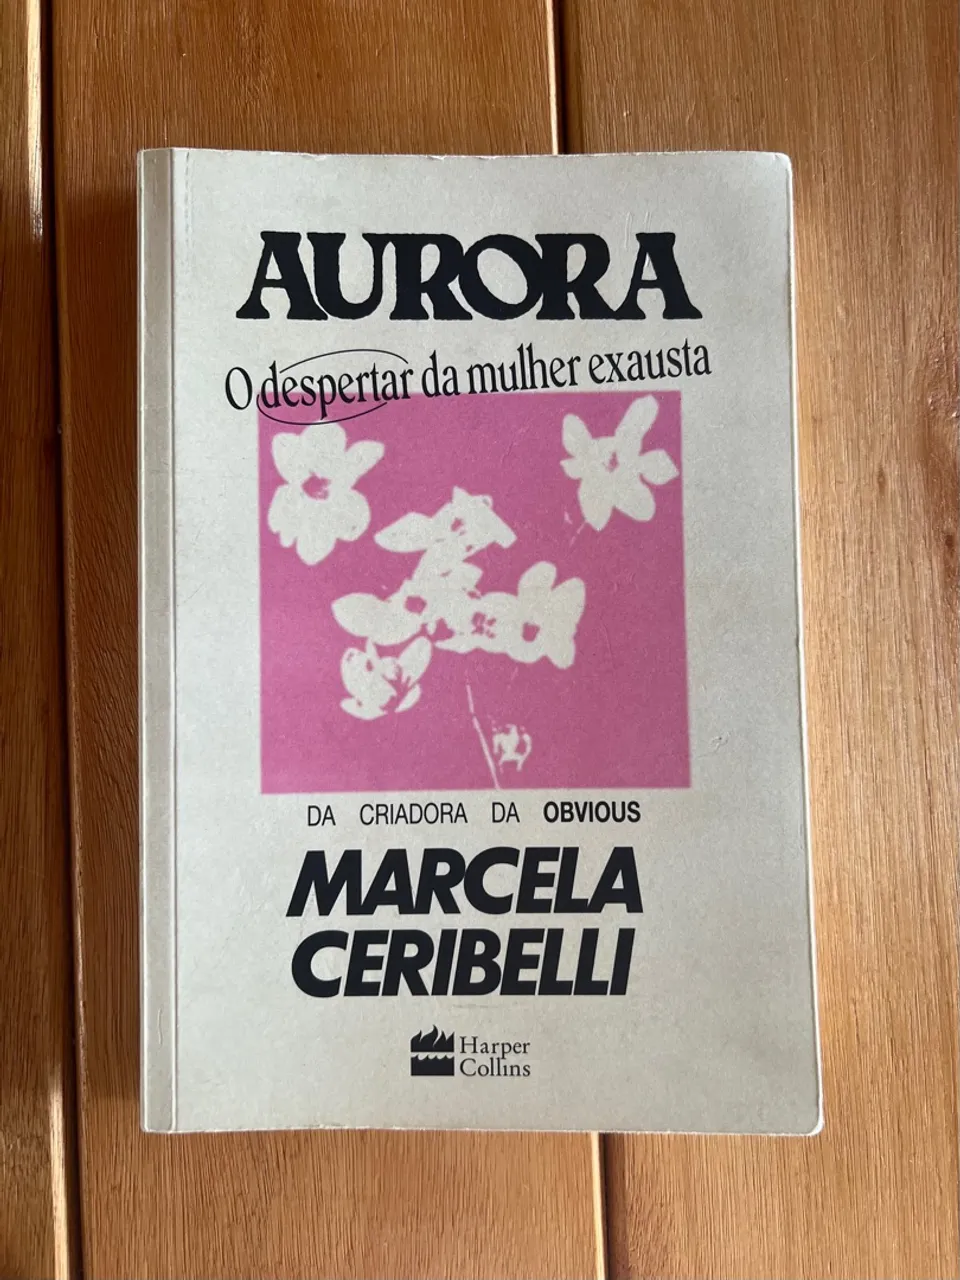 AURORA
O despertar da mulher exausta
DA CRIADORA DA OBVIOUS
MARCELA
CERIBELLI
Harper
Collins